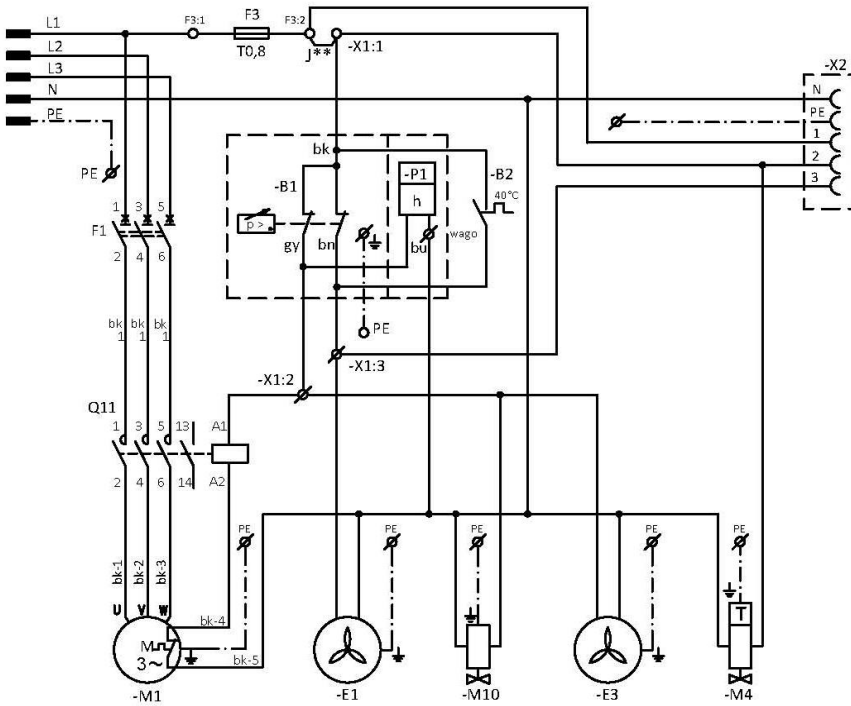 L1 F3:1 F3 F3:2
T0,8 J** -X1:1
L2
L3 -X2
N N
PE PE
1
bk 2
PE -B1 -P1 -B2 3
h 40°C
1 3 5
F1 p > wago
gy bn bu
2 4 6
PE
bk 1 bk 1 bk 1
-X1:3
-X1:2
Q11
1 3 5 13 A1
2 4 6 14 A2
PE PE PE PE PE
bk-1 bk-2 bk-3
U V W bk-4
M T
3~ bk-5
-M1 -E1 -M10 -E3 -M4